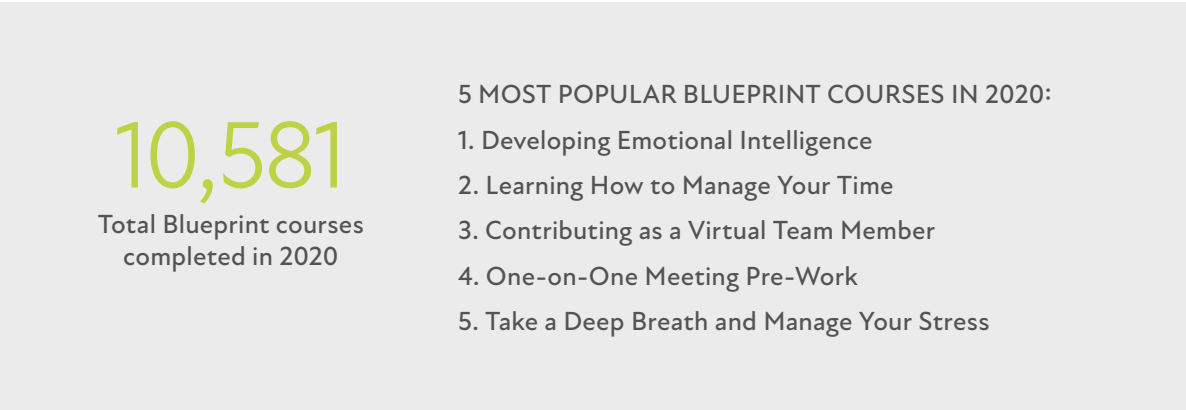 10,581
Total Blueprint courses
completed in 2020
5 MOST POPULAR BLUEPRINT COURSES IN 2020:
1. Developing Emotional Intelligence
2. Learning How to Manage Your Time
3. Contributing as a Virtual Team Member
4. One-on-One Meeting Pre-Work
5. Take a Deep Breath and Manage Your Stress